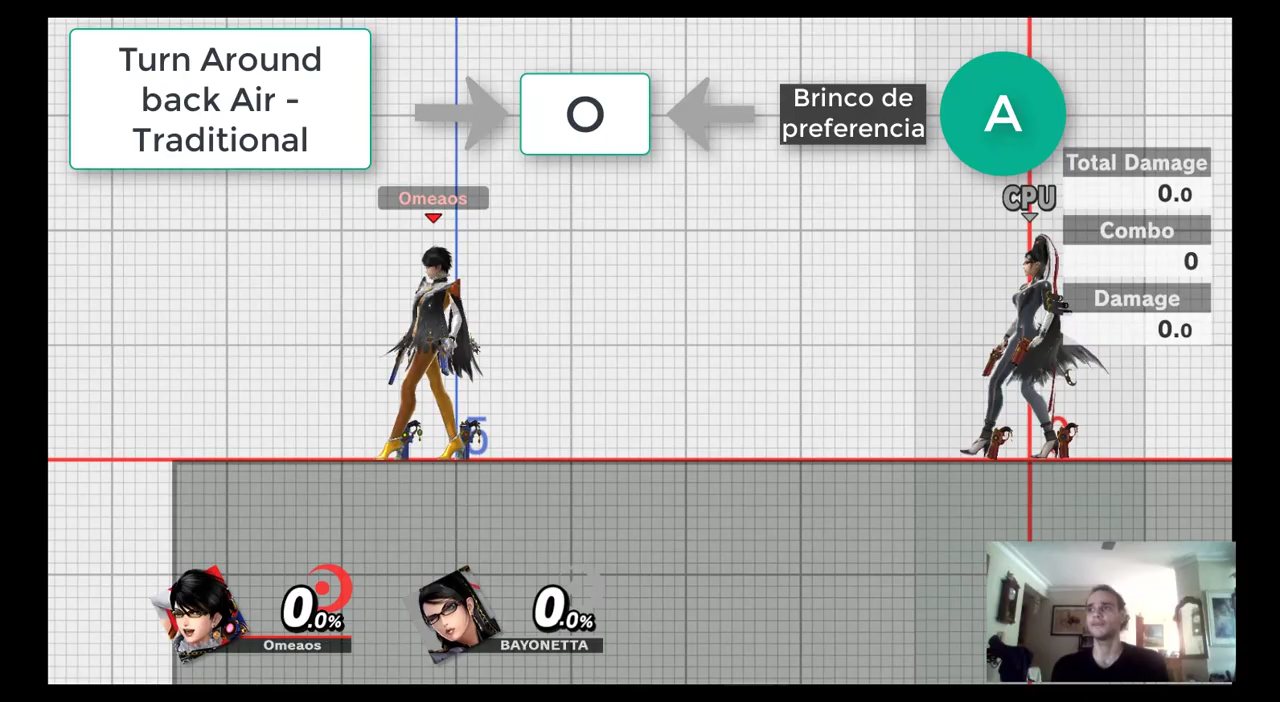 Turn Around
back Air -
Traditional
O
Brinco de
preferencia
A
Total Damage
0.0
Combo
0
Damage
0.0
Omeaos
CPU
0.0%
Omeaos
0.0%
BAYONETTA